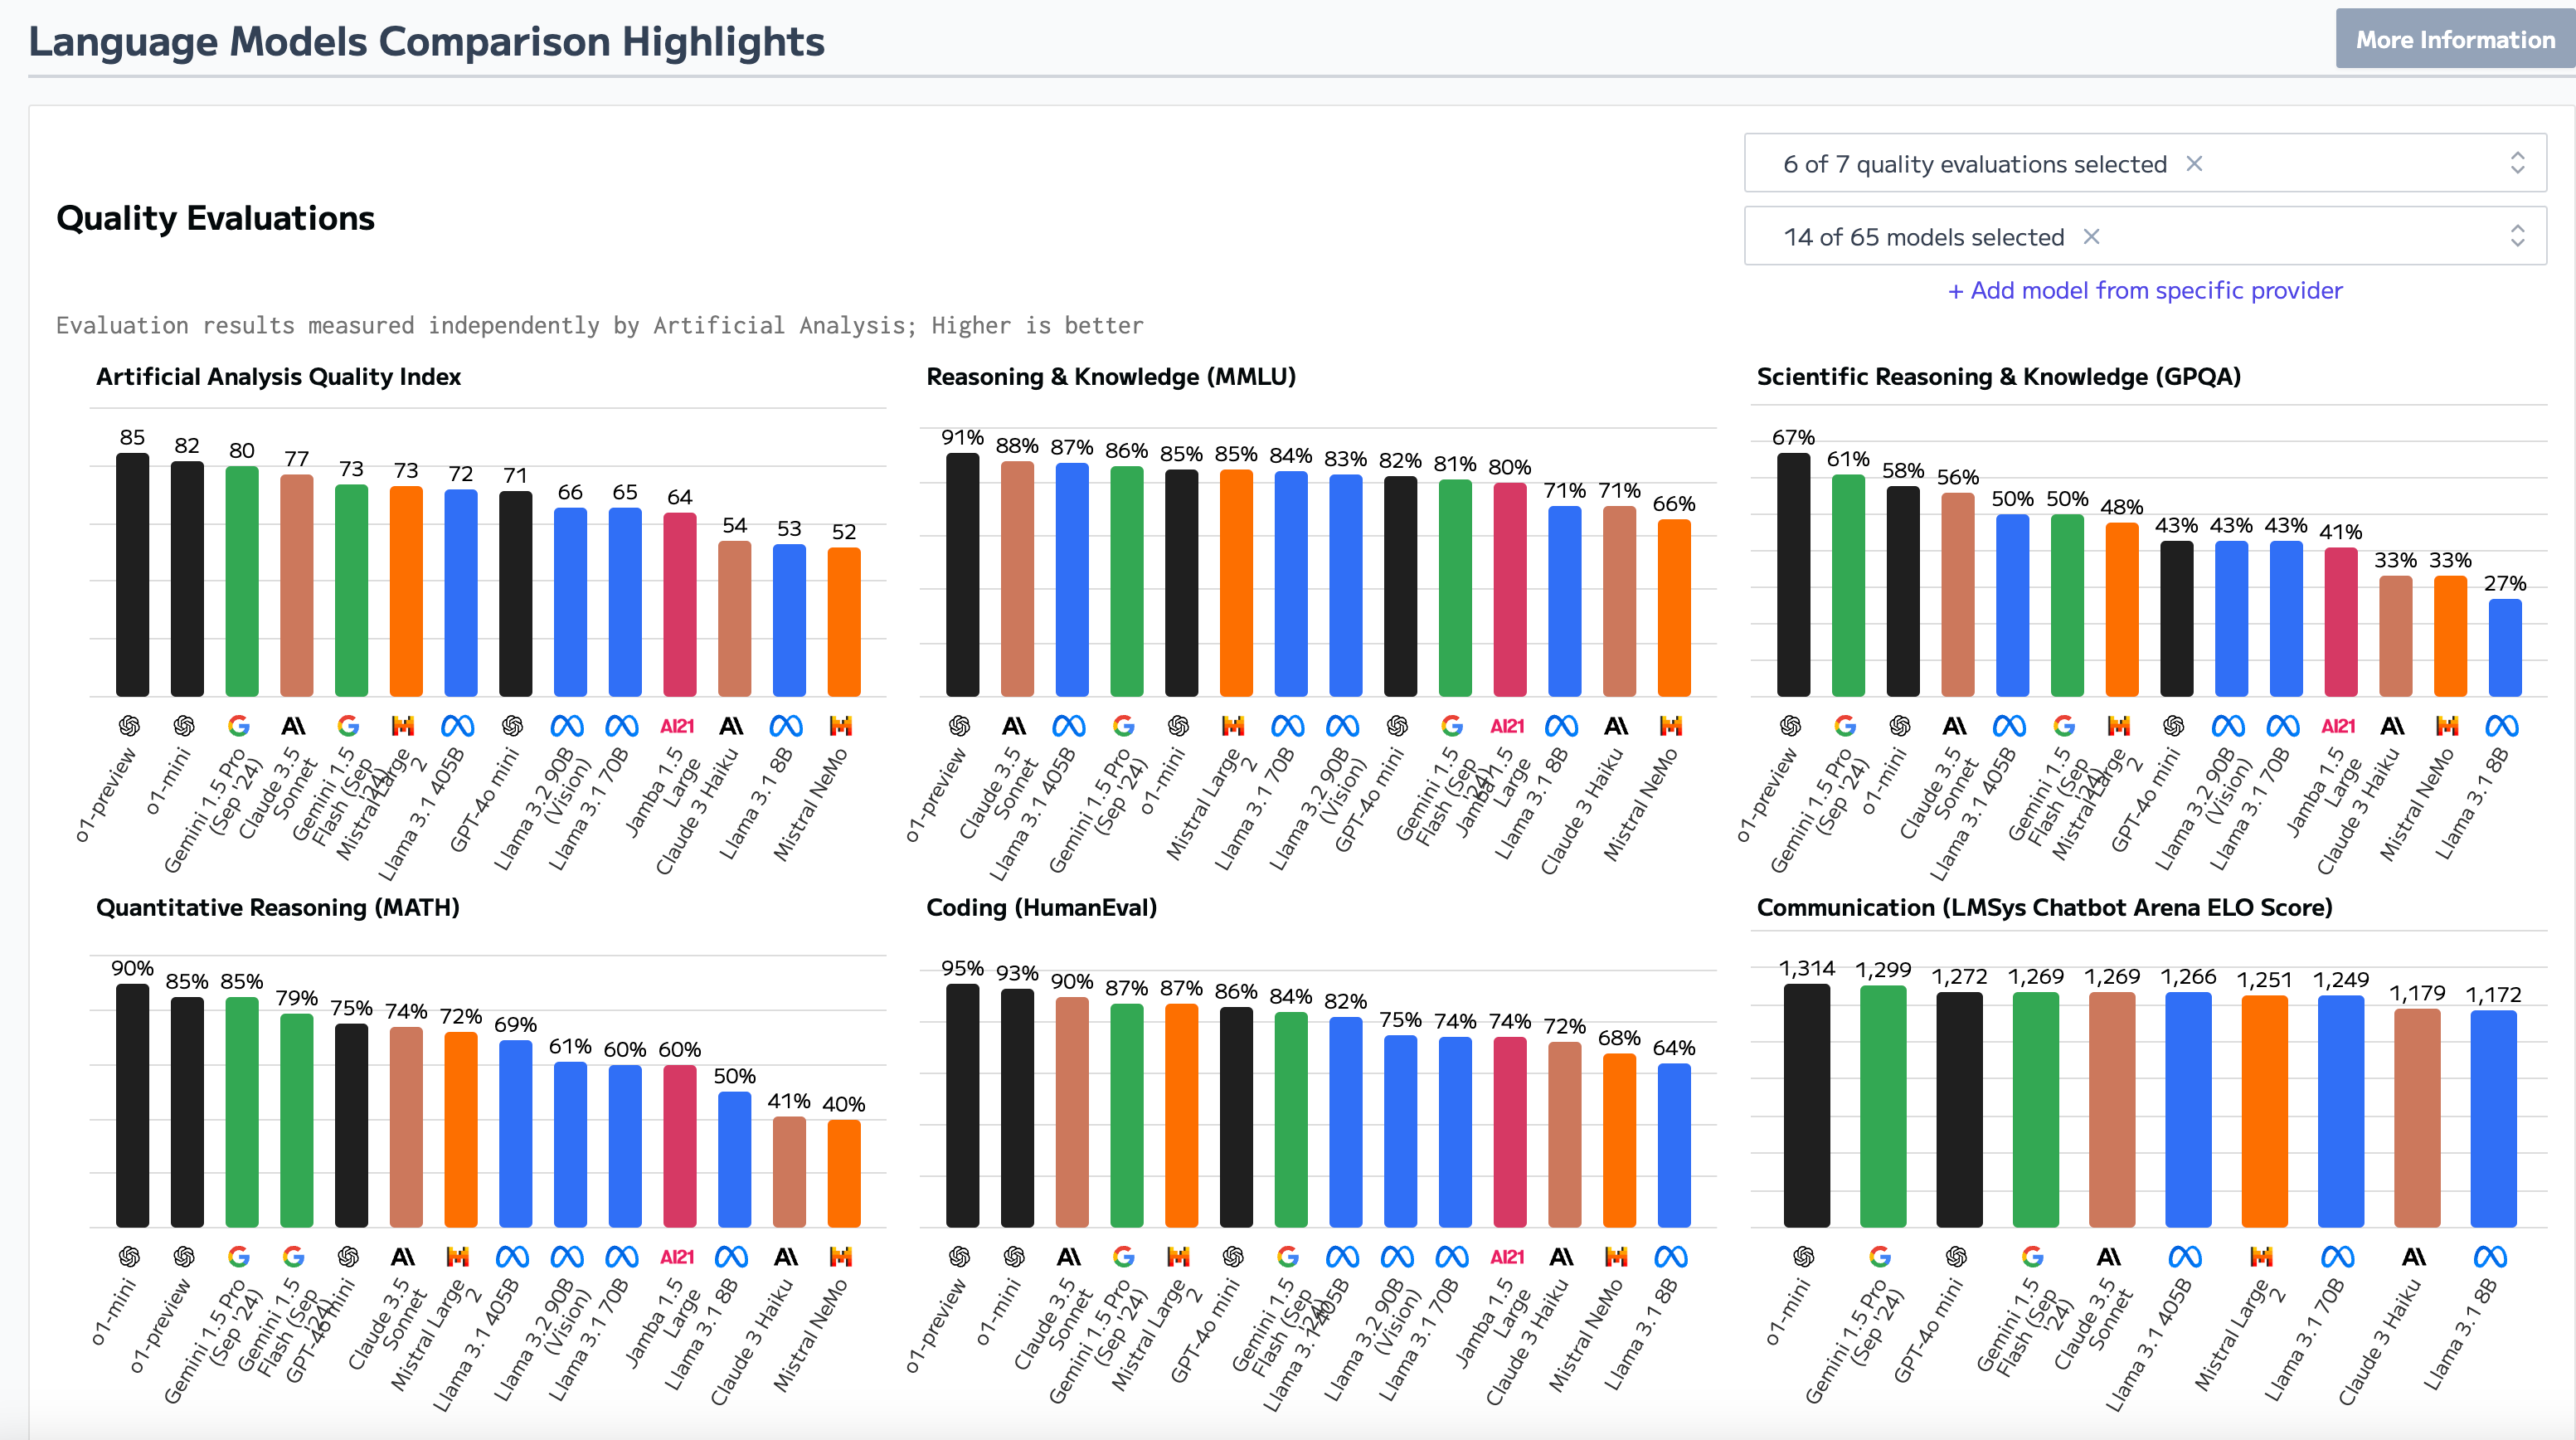 Language Models Comparison Highlights
More Information
6 of 7 quality evaluations selected
Quality Evaluations
14 of 65 models selected
+ Add model from specific provider
Evaluation results measured independently by Artificial Analysis; Higher is better
Artificial Analysis Quality Index
85 82 80 77 73 73 72 71 66 65 64 54 53 52
AI21
o1-preview
o1-mini
Gemini 1.5 Pro
(Sep '24)
Claude 3.5
Sonnet
Gemini 1.5
Flash (Sep
'24)
Mistral Large
2
Llama 3.1 405B
GPT-4o mini
Llama 3.2 90B
(Vision)
Llama 3.1 70B
Jamba 1.5
Large
Claude 3 Haiku
Llama 3.1 8B
Mistral NeMo
Reasoning & Knowledge (MMLU)
91% 88% 87% 86% 85% 85% 84% 83% 82% 81% 80% 71% 71% 66%
AI21
o1-preview
Claude 3.5
Sonnet
Llama 3.1 405B
Gemini 1.5 Pro
(Sep '24)
o1-mini
Mistral Large
2
Llama 3.1 70B
Llama 3.2 90B
(Vision)
GPT-4o mini
Gemini 1.5
Flash (Sep
'24)
Jamba 1.5
Large
Llama 3.1 8B
Claude 3 Haiku
Mistral NeMo
Scientific Reasoning & Knowledge (GPQA)
67% 61% 58% 56% 50% 50% 48% 43% 43% 43% 41% 33% 33% 27%
AI21
o1-preview
Gemini 1.5 Pro
(Sep '24)
o1-mini
Claude 3.5
Sonnet
Llama 3.1 405B
Gemini 1.5
Flash (Sep
'24)
Mistral Large
2
GPT-4o mini
Llama 3.2 90B
(Vision)
Llama 3.1 70B
Jamba 1.5
Large
Claude 3 Haiku
Mistral NeMo
Llama 3.1 8B
Quantitative Reasoning (MATH)
90% 85% 85% 79% 75% 74% 72% 69% 61% 60% 60% 50% 41% 40%
AI21
o1-mini
o1-preview
Gemini 1.5 Pro
(Sep '24)
Gemini 1.5
Flash (Sep
'24)
GPT-4o mini
Claude 3.5
Sonnet
Mistral Large
2
Llama 3.1 405B
Llama 3.2 90B
(Vision)
Llama 3.1 70B
Jamba 1.5
Large
Llama 3.1 8B
Claude 3 Haiku
Mistral NeMo
Coding (HumanEval)
95% 93% 90% 87% 87% 86% 84% 82% 75% 74% 74% 72% 68% 64%
AI21
o1-preview
o1-mini
Claude 3.5
Sonnet
Gemini 1.5 Pro
(Sep '24)
Mistral Large
2
GPT-4o mini
Gemini 1.5
Flash (Sep
'24)
Llama 3.1 405B
Llama 3.2 90B
(Vision)
Llama 3.1 70B
Jamba 1.5
Large
Claude 3 Haiku
Mistral NeMo
Llama 3.1 8B
Communication (LMSys Chatbot Arena ELO Score)
1,314 1,299 1,272 1,269 1,269 1,266 1,251 1,249 1,179 1,172
o1-mini
Gemini 1.5 Pro
(Sep '24)
GPT-4o mini
Gemini 1.5
Flash (Sep
'24)
Claude 3.5
Sonnet
Llama 3.1 405B
Mistral Large
2
Llama 3.1 70B
Claude 3 Haiku
Llama 3.1 8B